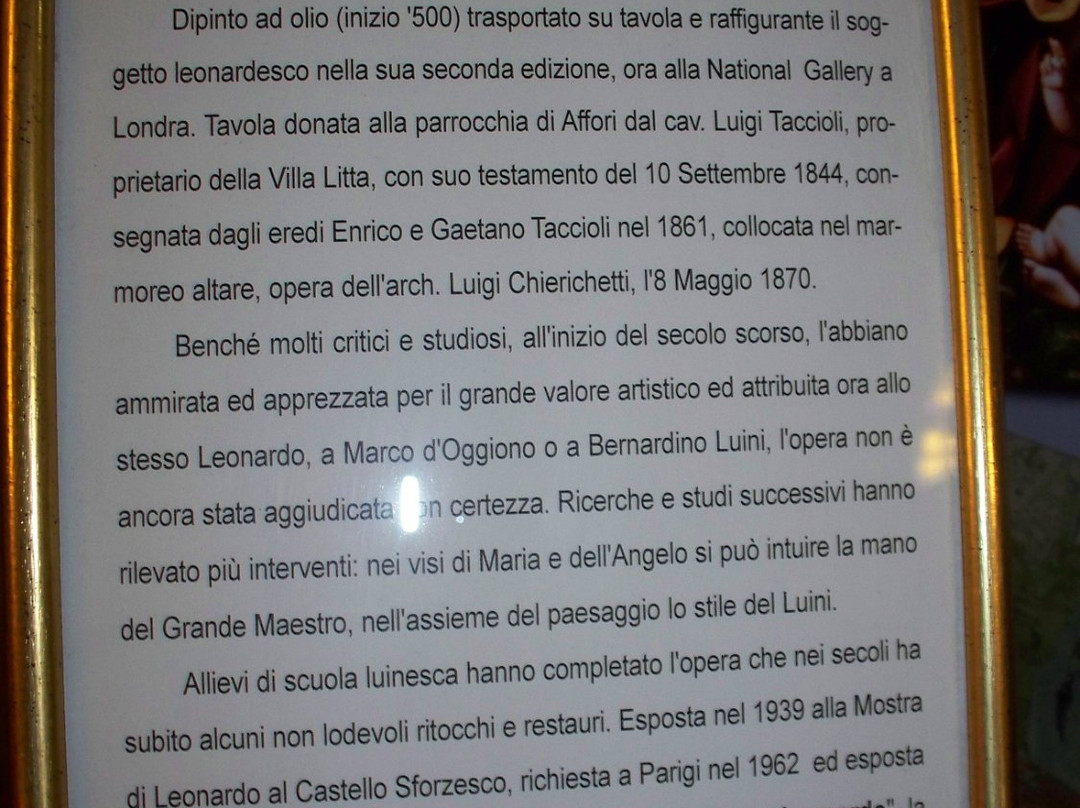 Dipinto ad olio (inizio '500) trasportato su tavola e raffigurante il sog-
getto leonardesco nella sua seconda edizione, ora alla National Gallery a
Londra. Tavola donata alla parrocchia di Affori dal cav. Luigi Taccioli, pro-
prietario della Villa Litta, con suo testamento del 10 Settembre 1844, con-
segnata dagli eredi Enrico e Gaetano Taccioli nel 1861, collocata nel mar-
moreo altare, opera dell'arch. Luigi Chierichetti, l'8 Maggio 1870.
Benché molti critici e studiosi, all'inizio del secolo scorso, l'abbiano
ammirata ed apprezzata per il grande valore artistico ed attribuita ora allo
stesso Leonardo, a Marco d'Oggiono o a Bernardino Luini, l'opera non è
ancora stata aggiudicata con certezza. Ricerche e studi successivi hanno
rilevato più interventi: nei visi di Maria e dell'Angelo si può intuire la mano
del Grande Maestro, nell'assieme del paesaggio lo stile del Luini.
Allievi di scuola luinesca hanno completato l'opera che nei secoli ha
subito alcuni non lodevoli ritocchi e restauri. Esposta nel 1939 alla Mostra
di Leonardo al Castello Sforzesco, richiesta a Parigi nel 1962 ed esposta